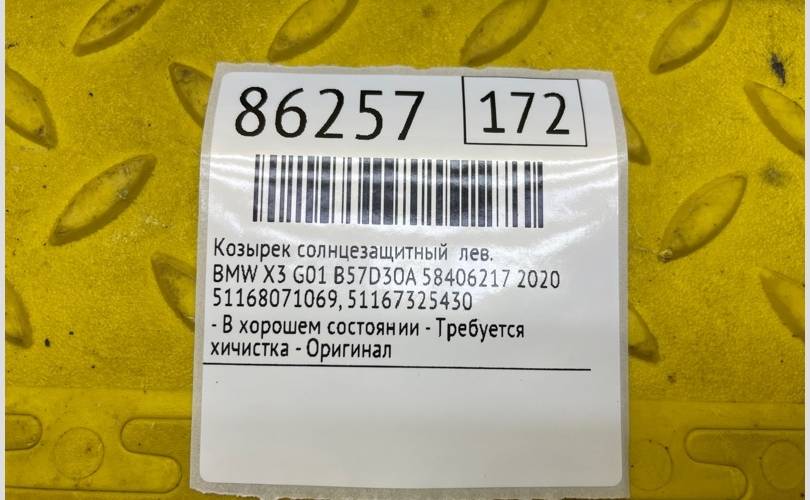 86257 172
Козырек солнцезащитный лев.
BMW X3 G01 B57D30A 58406217 2020
51168071069, 51167325430
- В хорошем состоянии - Требуется
хичистка - Оригинал